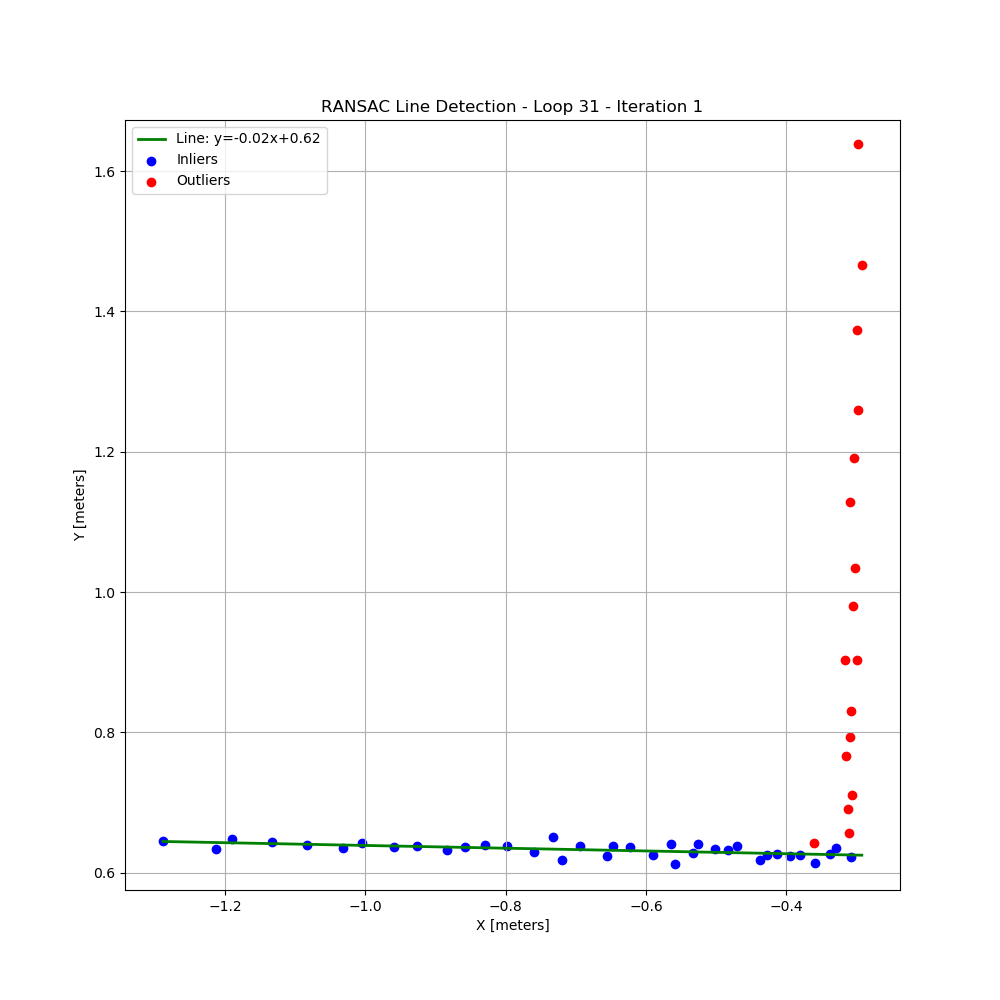 RANSAC Line Detection - Loop 31 - Iteration 1
Line: y=-0.02x+0.62
Inliers
Outliers
1.6
1.4
1.2
1.0
0.8
0.6
Y [meters]
−1.2
−1.0
−0.8
−0.6
−0.4
X [meters]